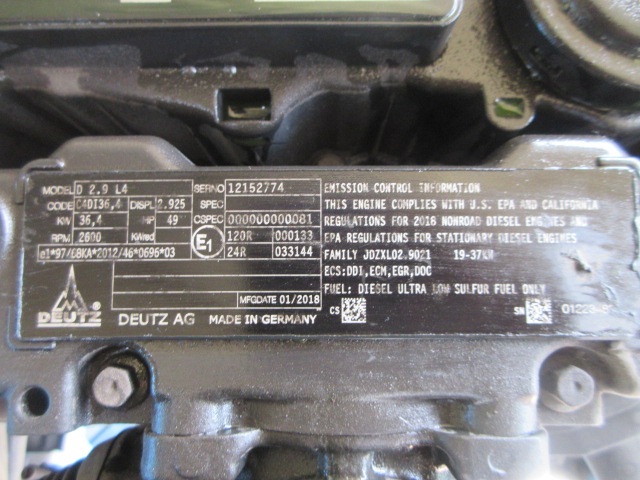 MODEL D 2.9 L4
CODE C4DI36,4 DISPL 2.925
KW 36,4 HP 49
RPM 2600 KWred
e1*97/68KA*2012/46*0696*03
SERNO 12152774
SPEC
CSPEC 000000000081
E1 120R 000133
24R 033144
MFGDATE 01/2018
DEUTZ
DEUTZ AG MADE IN GERMANY
EMISSION CONTROL INFORMATION
THIS ENGINE COMPLIES WITH U.S. EPA AND CALIFORNIA
REGULATIONS FOR 2016 NONROAD DIESEL ENGINES AND
EPA REGULATIONS FOR STATIONARY DIESEL ENGINES
FAMILY JDZXL02.9021 19-37KW
ECS:DDI,ECM,EGR,DOC
FUEL: DIESEL ULTRA LOW SULFUR FUEL ONLY
CS SN